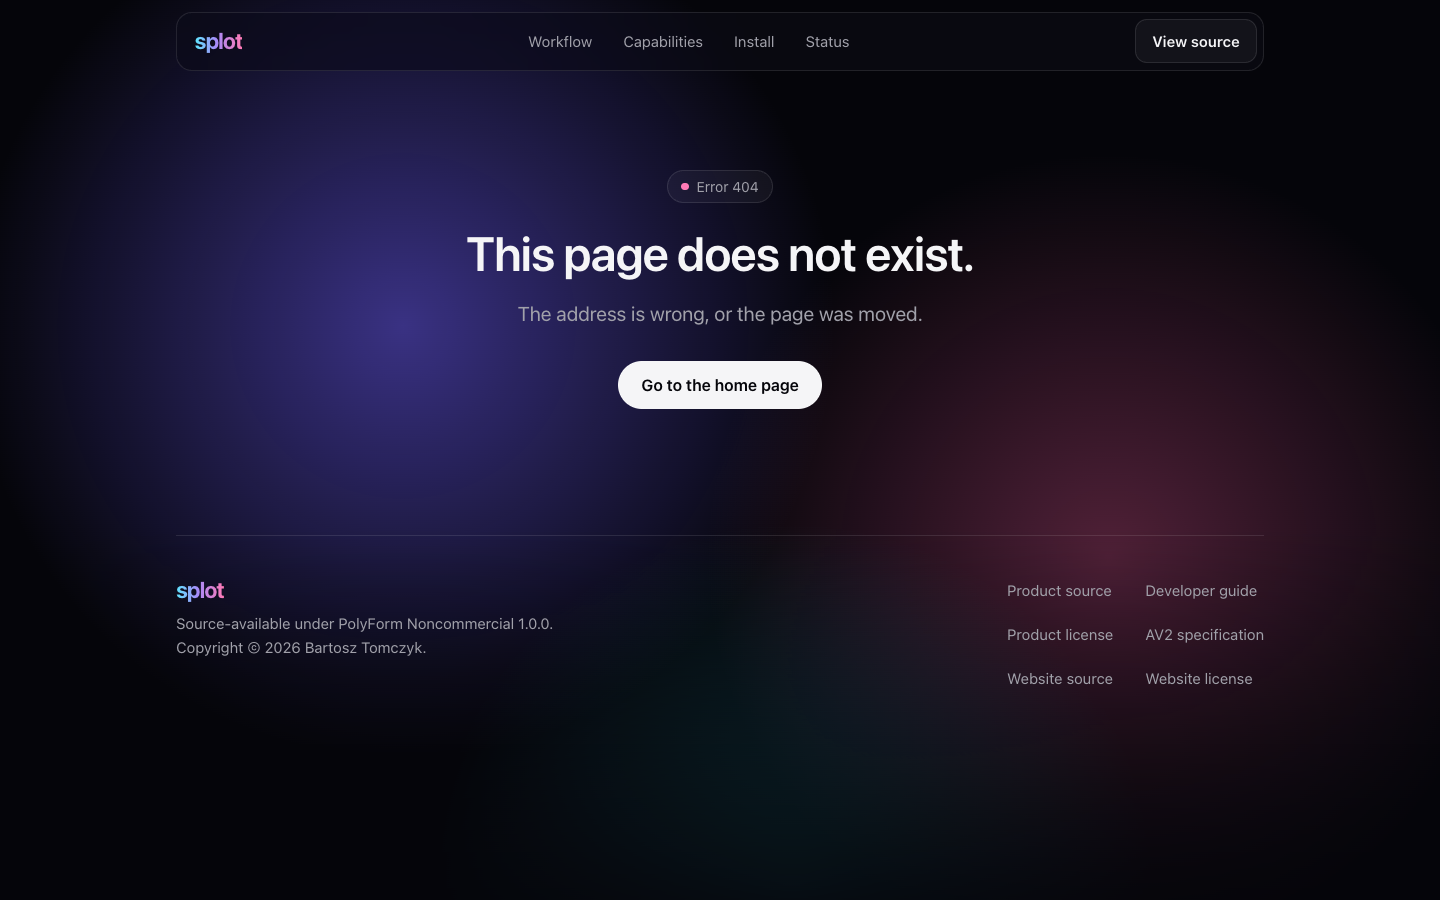 splot
Workflow
Capabilities
Install
Status
View source
Error 404
This page does not exist.
The address is wrong, or the page was moved.
Go to the home page
splot
Source-available under PolyForm Noncommercial 1.0.0.
Copyright © 2026 Bartosz Tomczyk.
Product source
Developer guide
Product license
AV2 specification
Website source
Website license